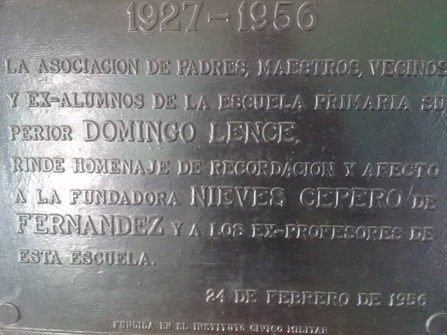 1927-1956
LA ASOCIACION DE PADRES, MAESTROS, VECINOS
Y EX-ALUMNOS DE LA ESCUELA PRIMARIA SU
PERIOR DOMINGO LENCE,
RINDE HOMENAJE DE RECORDACION Y AFECTO
A LA FUNDADORA NIEVES CEPERO DE
FERNANDEZ Y A LOS EX-PROFESORES DE
ESTA ESCUELA.
24 DE FEBRERO DE 1956
FUNDIDA EN EL INSTITUTO CIVICO MILITAR